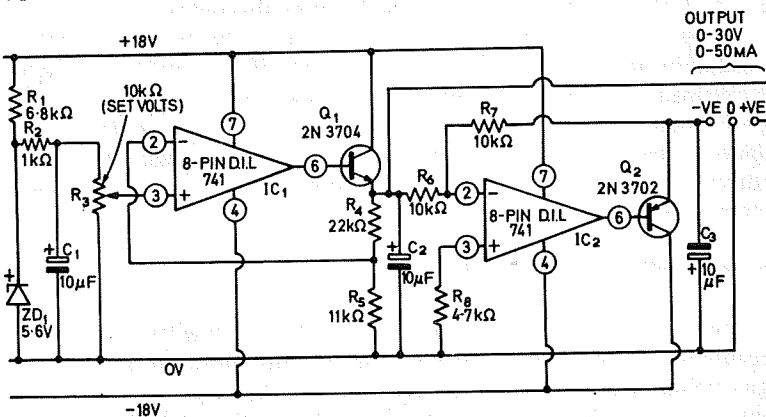 OUTPUT
0-30V
0-50MA
+18V
-VE 0 +VE
10kΩ
(SET VOLTS)
R1
6·8kΩ
R2
1kΩ
R3
C1
10μF
ZD1
5·6V
2
3
7
6
4
8-PIN D.I.L
741
IC1
Q1
2N 3704
R4
22kΩ
R5
11kΩ
C2
10μF
R6
10kΩ
R7
10kΩ
R8
4·7kΩ
2
3
7
6
4
8-PIN D.I.L
741
IC2
Q2
2N 3702
C3
10
μF
0V
-18V